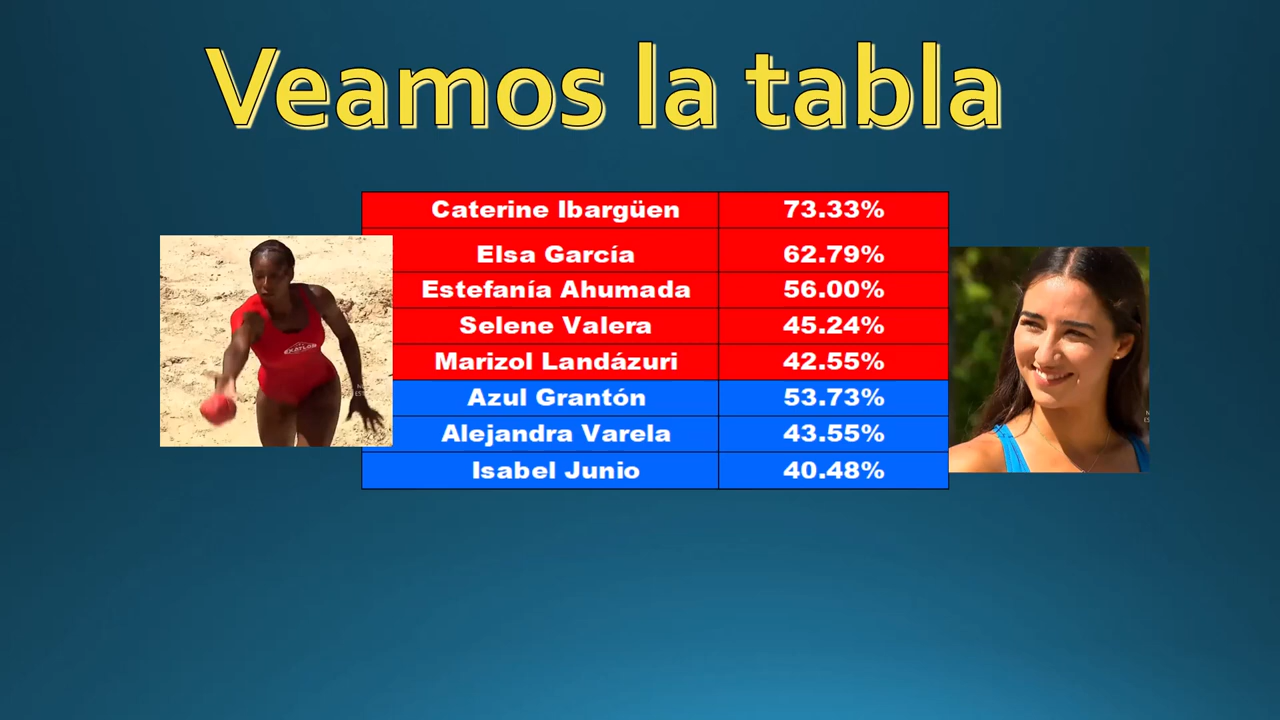 Veamos la tabla
Caterine Ibargüen 73.33%
Elsa García 62.79%
Estefanía Ahumada 56.00%
Selene Valera 45.24%
Marizol Landázuri 42.55%
Azul Grantón 53.73%
Alejandra Varela 43.55%
Isabel Junio 40.48%
EXATLON